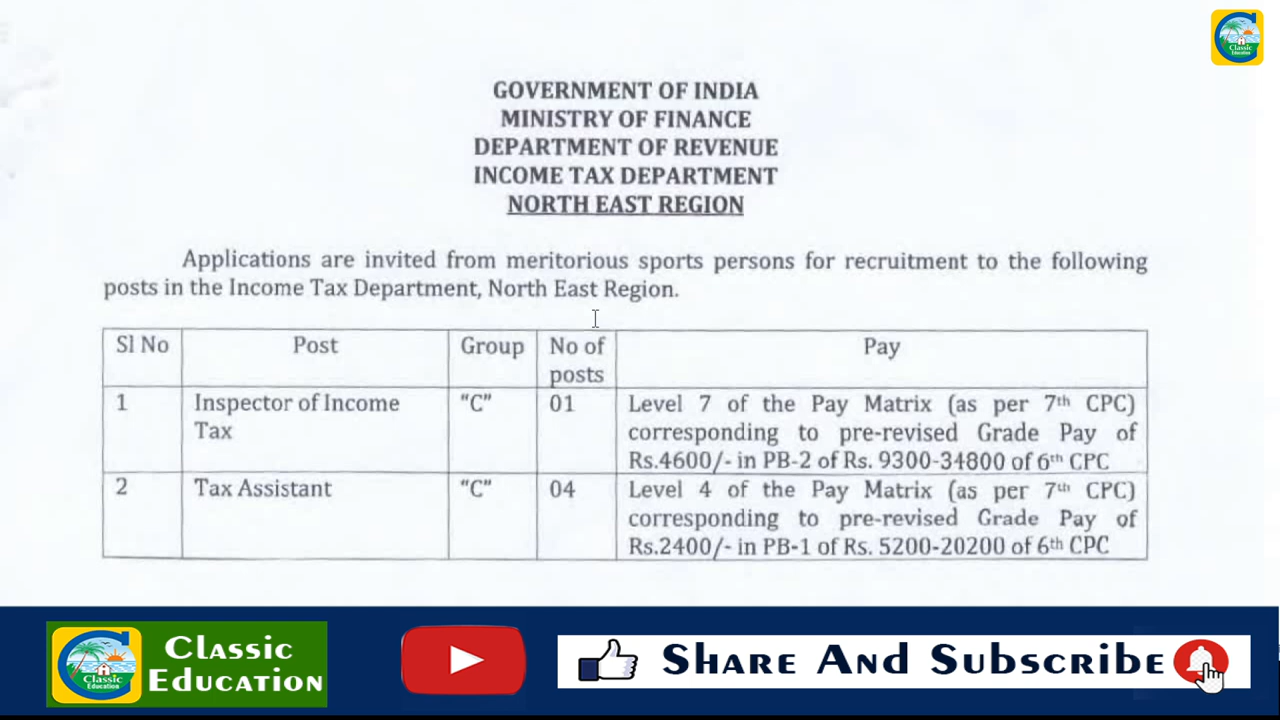 Classic
Education
GOVERNMENT OF INDIA
MINISTRY OF FINANCE
DEPARTMENT OF REVENUE
INCOME TAX DEPARTMENT
NORTH EAST REGION
Applications are invited from meritorious sports persons for recruitment to the following
posts in the Income Tax Department, North East Region.
Sl No Post Group No of posts Pay
1 Inspector of Income Tax "C" 01 Level 7 of the Pay Matrix (as per 7th CPC)
corresponding to pre-revised Grade Pay of
Rs.4600/- in PB-2 of Rs. 9300-34800 of 6th CPC
2 Tax Assistant "C" 04 Level 4 of the Pay Matrix (as per 7th CPC)
corresponding to pre-revised Grade Pay of
Rs.2400/- in PB-1 of Rs. 5200-20200 of 6th CPC
Classic
Education
Classic
Education
Share And Subscribe